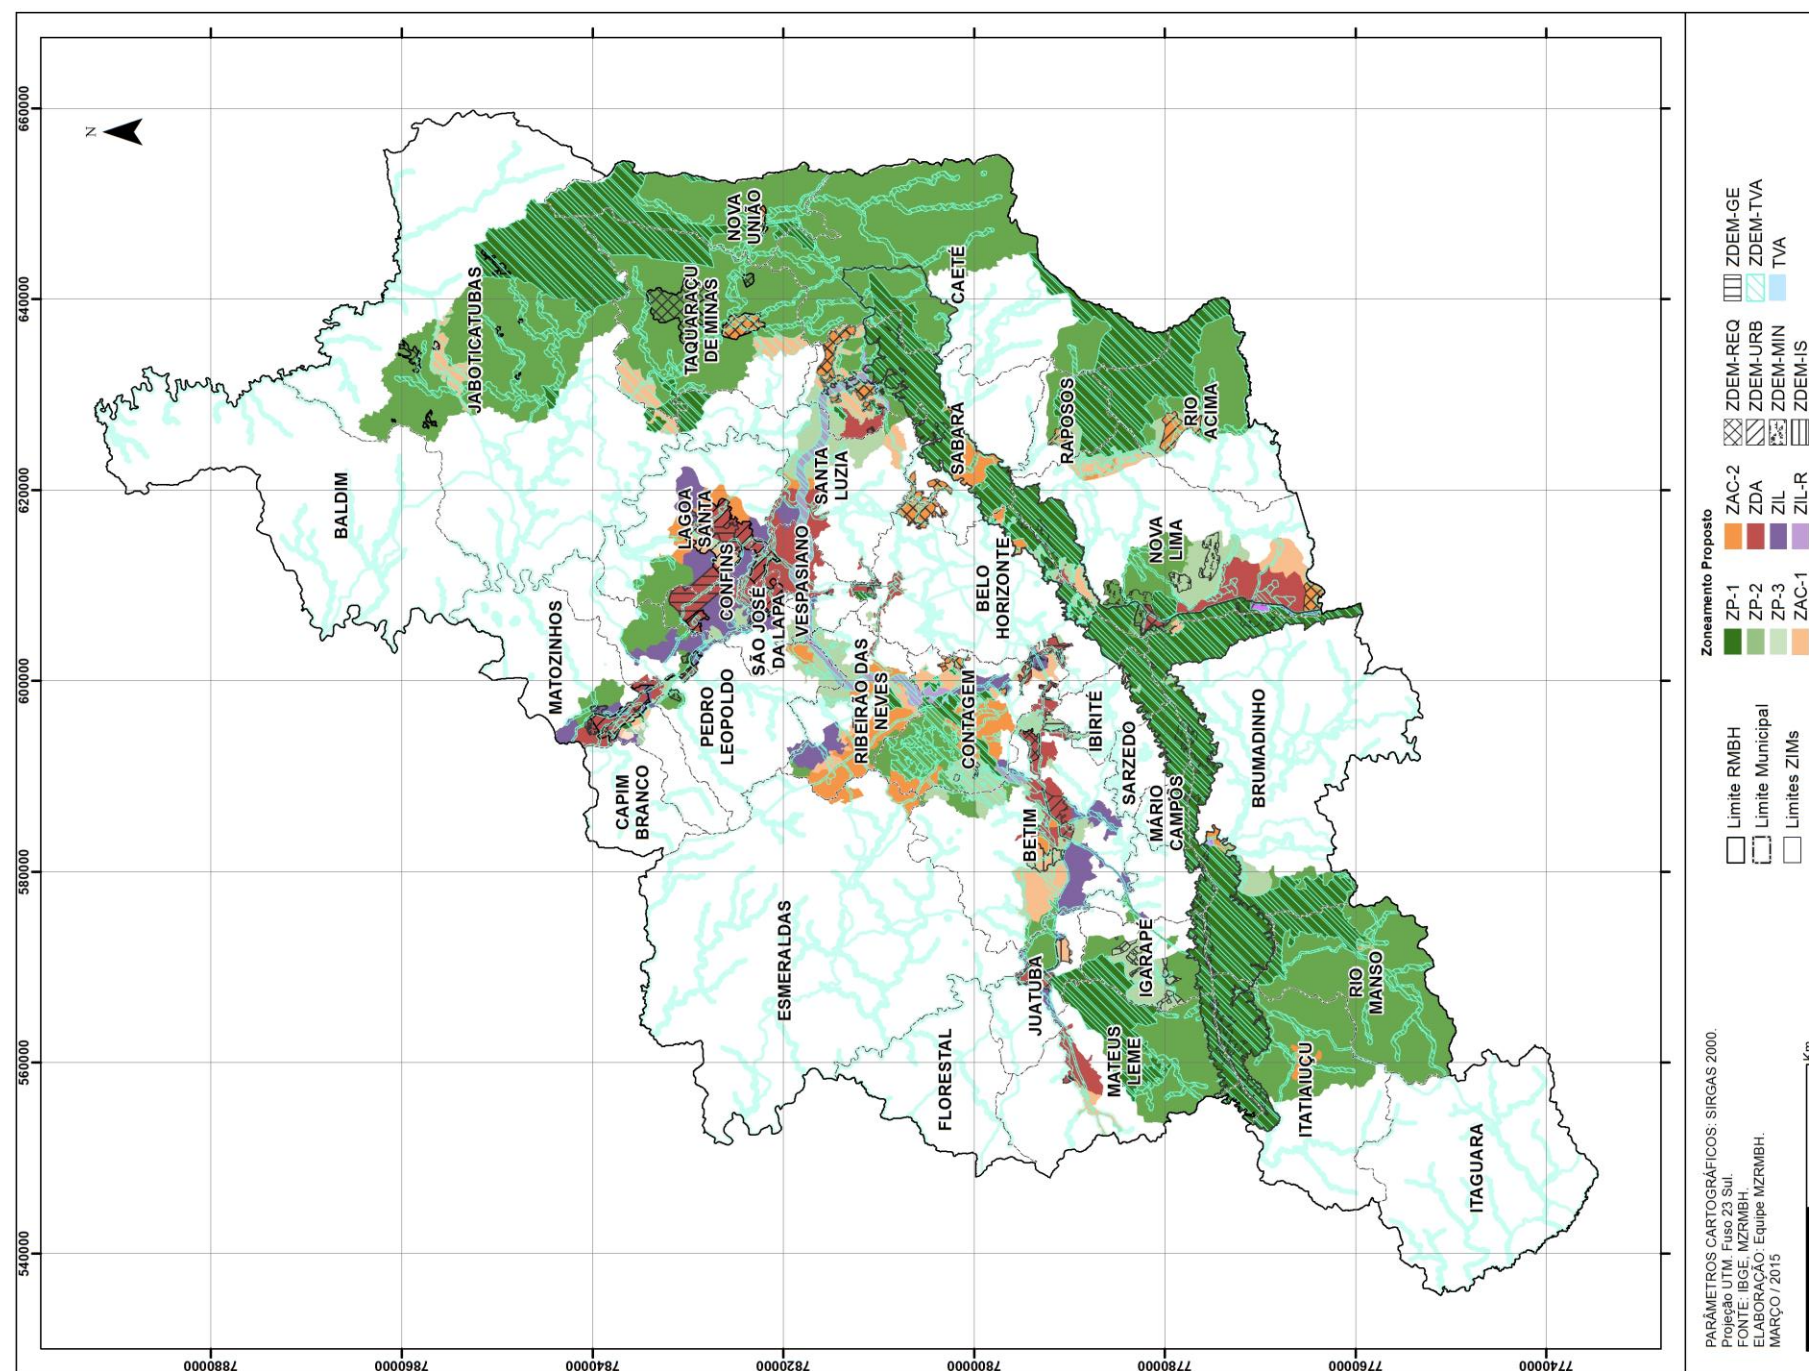 660000
640000
620000
600000
580000
560000
540000
7880000
7860000
7840000
7820000
7800000
7780000
7760000
7740000
N
BALDIM
JABOTICATUBAS
NOVA
UNIÃO
TAQUARAÇU
DE MINAS
MATOZINHOS
LAGOA
SANTA
CONFINS
SÃO JOSÉ
DA LAPA
VESPASIANO
SANTA
LUZIA
CAETÉ
SABARÁ
RAPOSOS
RIO
ACIMA
CAPIM
BRANCO
PEDRO
LEOPOLDO
RIBEIRÃO DAS
NEVES
BELO
HORIZONTE
NOVA
LIMA
CONTAGEM
ESMERALDAS
BETIM
IBIRITÉ
SARZEDO
MÁRIO
CAMPOS
BRUMADINHO
FLORESTAL
JUATUBA
IGARAPÉ
MATEUS
LEME
RIO
MANSO
ITATIAIUÇU
ITAGUARA
Zoneamento Proposto
ZP-1
ZP-2
ZP-3
ZAC-1
ZAC-2
ZDA
ZIL
ZIL-R
ZDEM-REQ
ZDEM-URB
ZDEM-MIN
ZDEM-IS
ZDEM-GE
ZDEM-TVA
TVA
Limite RMBH
Limite Municipal
Limites ZIMs
PARÂMETROS CARTOGRÁFICOS: SIRGAS 2000.
Projeção UTM. Fuso 23 Sul.
FONTE: IBGE, MZRMBH.
ELABORAÇÃO: Equipe MZRMBH.
MARÇO / 2015
Km